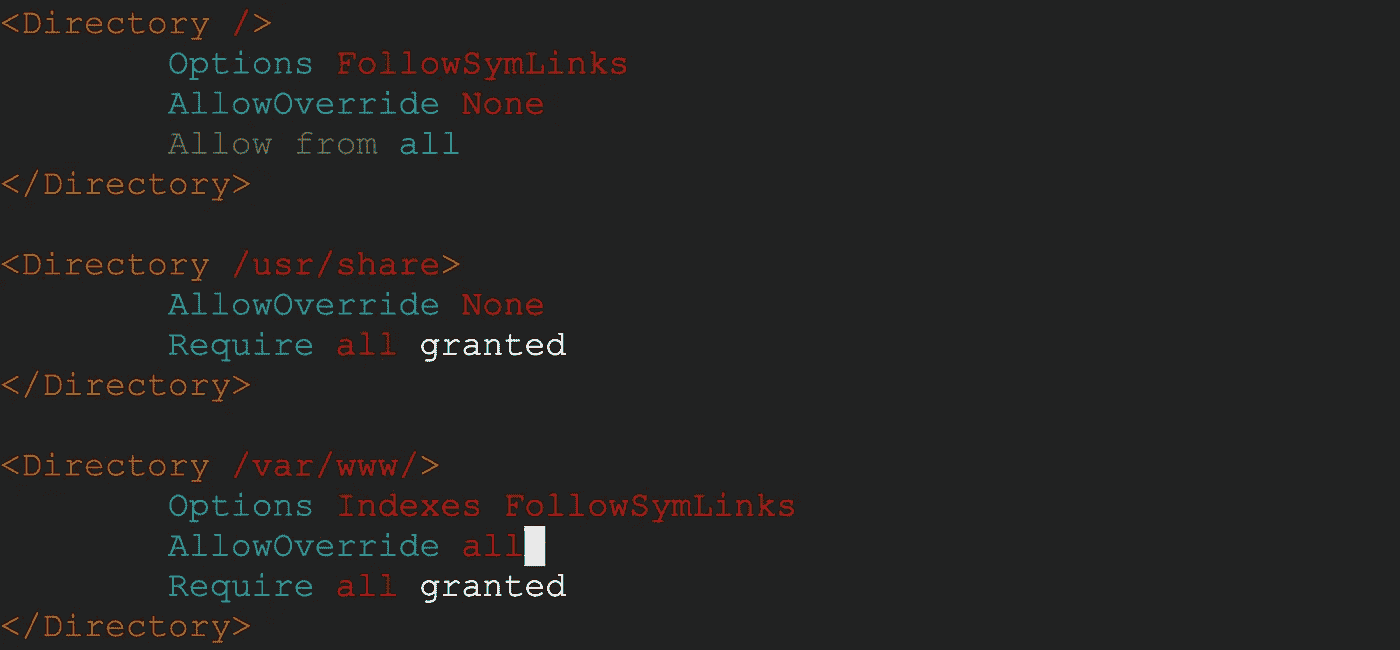 <Directory />
Options FollowSymLinks
AllowOverride None
Allow from all
</Directory>
<Directory /usr/share>
AllowOverride None
Require all granted
</Directory>
<Directory /var/www/>
Options Indexes FollowSymLinks
AllowOverride all
Require all granted
</Directory>